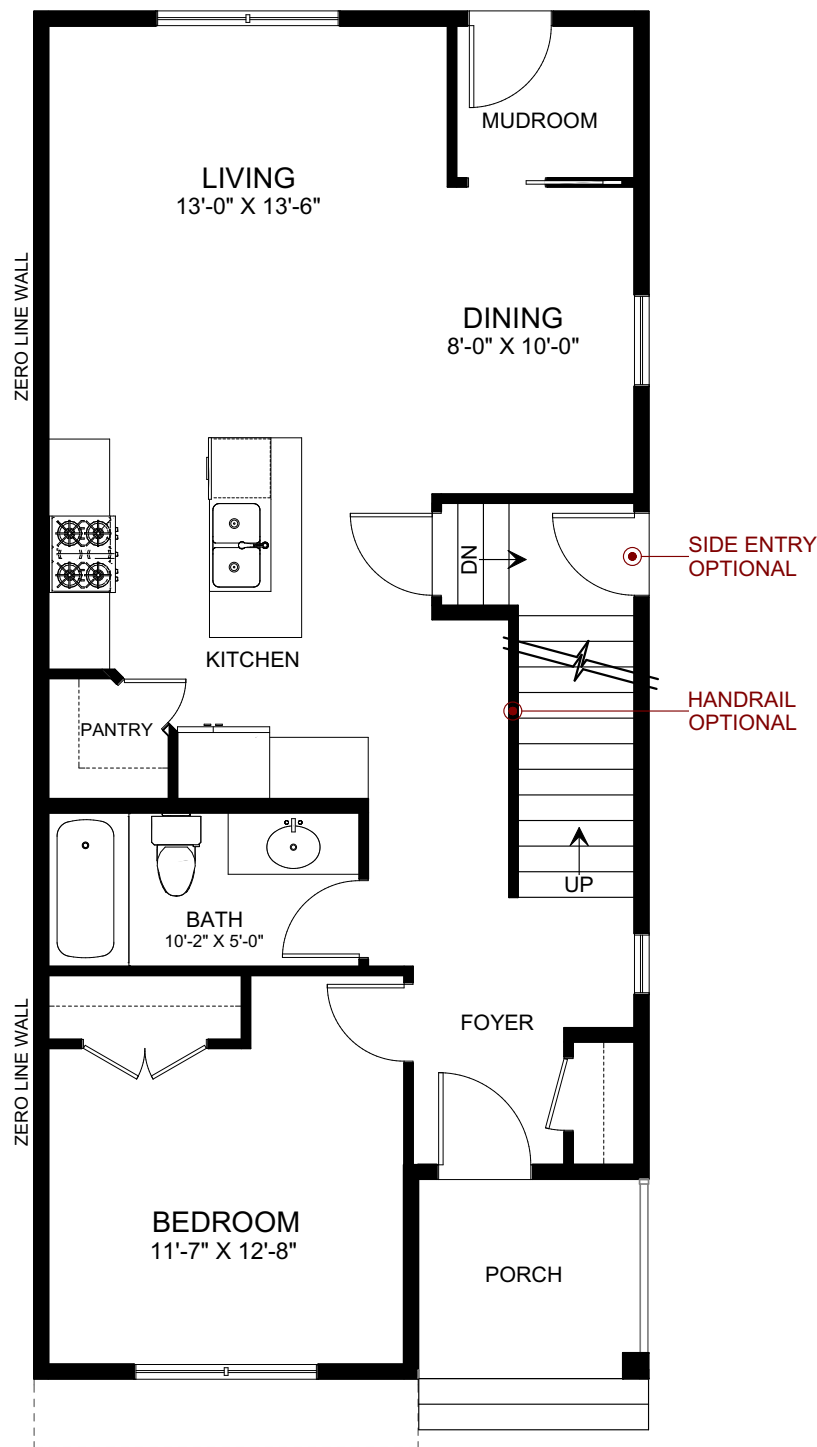 MUDROOM
LIVING
13'-0" X 13'-6"
ZERO LINE WALL
DINING
8'-0" X 10'-0"
SIDE ENTRY
OPTIONAL
DN
KITCHEN
HANDRAIL
OPTIONAL
PANTRY
UP
BATH
10'-2" X 5'-0"
FOYER
ZERO LINE WALL
BEDROOM
11'-7" X 12'-8"
PORCH